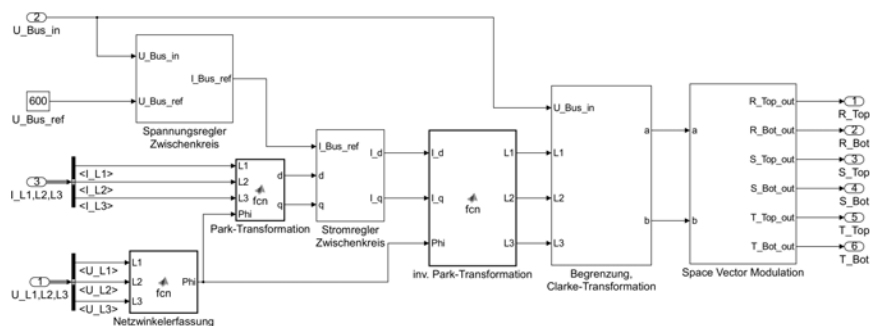 2
U_Bus_in
U_Bus_in
I_Bus_ref
U_Bus_ref
600
U_Bus_ref
Spannungsregler
Zwischenkreis
3
I_L1,L2,L3
<I_L1>
<I_L2>
<I_L3>
L1
L2
L3
Phi
fcn
d
q
Park-Transformation
I_Bus_ref
d
q
I_d
I_q
Stromregler
Zwischenkreis
1
U_L1,L2,L3
<U_L1>
<U_L2>
<U_L3>
L1
L2
L3
fcn
Phi
Netzwinkelerfassung
I_d
I_q
Phi
fcn
L1
L2
L3
inv. Park-Transformation
U_Bus_in
L1
L2
L3
a
b
Begrenzung,
Clarke-Transformation
a
b
R_Top_out
R_Bot_out
S_Top_out
S_Bot_out
T_Top_out
T_Bot_out
Space Vector Modulation
1
R_Top
2
R_Bot
3
S_Top
4
S_Bot
5
T_Top
6
T_Bot